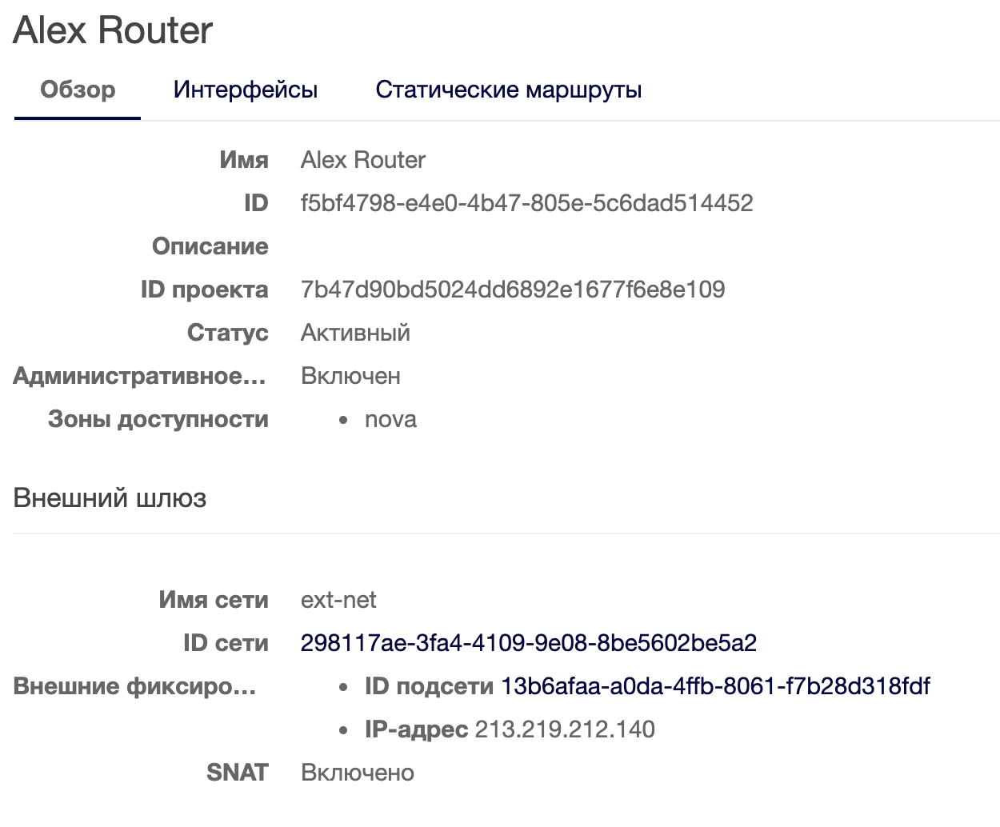 Alex Router
Обзор Интерфейсы Статические маршруты
Имя Alex Router
ID f5bf4798-e4e0-4b47-805e-5c6dad514452
Описание
ID проекта 7b47d90bd5024dd6892e1677f6e8e109
Статус Активный
Административное... Включен
Зоны доступности • nova
Внешний шлюз
Имя сети ext-net
ID сети 298117ae-3fa4-4109-9e08-8be5602be5a2
Внешние фиксиро... • ID подсети 13b6afaa-a0da-4ffb-8061-f7b28d318fdf
• IP-адрес 213.219.212.140
SNAT Включено